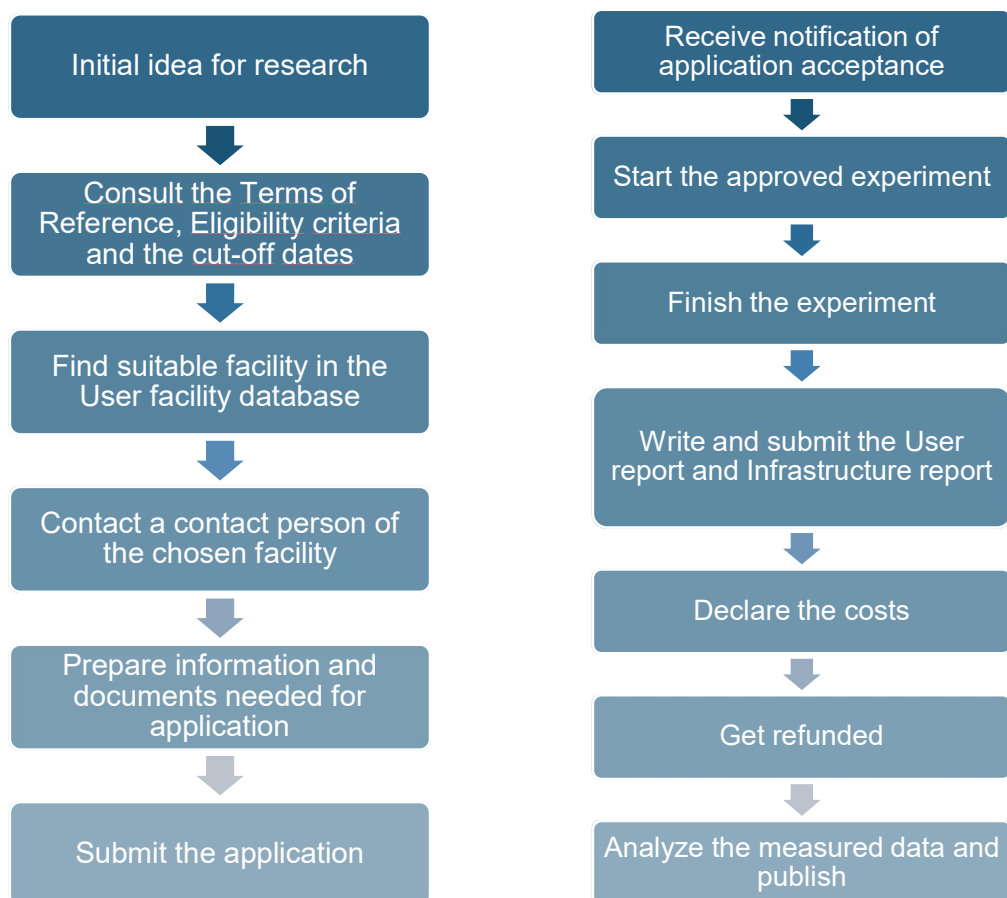 Initial idea for research
Consult the Terms of
Reference, Eligibility criteria
and the cut-off dates
Find suitable facility in the
User facility database
Contact a contact person of
the chosen facility
Prepare information and
documents needed for
application
Submit the application
Receive notification of
application acceptance
Start the approved experiment
Finish the experiment
Write and submit the User
report and Infrastructure report
Declare the costs
Get refunded
Analyze the measured data and
publish